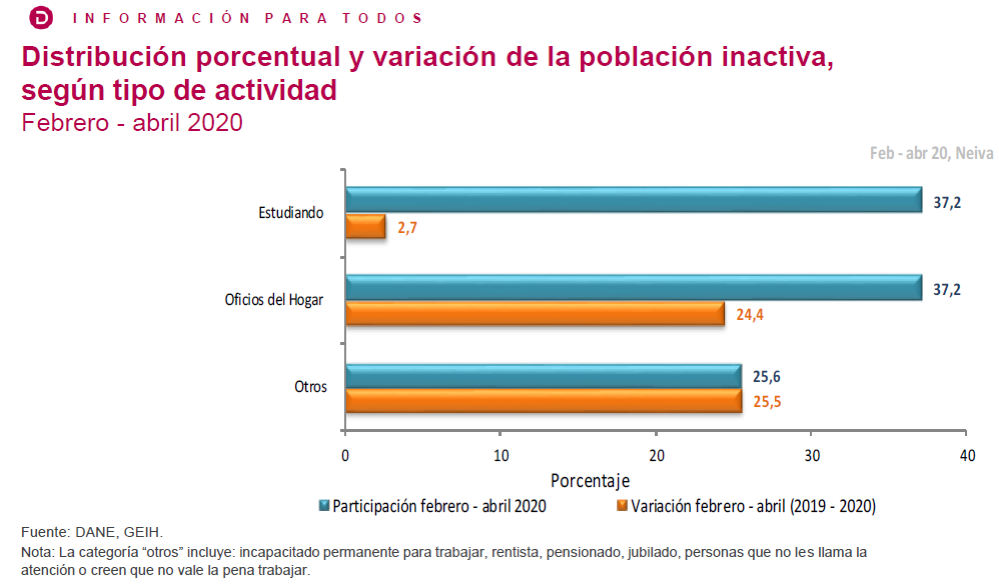 INFORMACIÓN PARA TODOS
Distribución porcentual y variación de la población inactiva,
según tipo de actividad
Febrero - abril 2020
Feb - abr 20, Neiva
Estudiando
37,2
2,7
Oficios del Hogar
37,2
24,4
Otros
25,6
25,5
0 10 20 30 40
Porcentaje
Participación febrero - abril 2020 Variación febrero - abril (2019 - 2020)
Fuente: DANE, GEIH.
Nota: La categoría “otros” incluye: incapacitado permanente para trabajar, rentista, pensionado, jubilado, personas que no les llama la
atención o creen que no vale la pena trabajar.